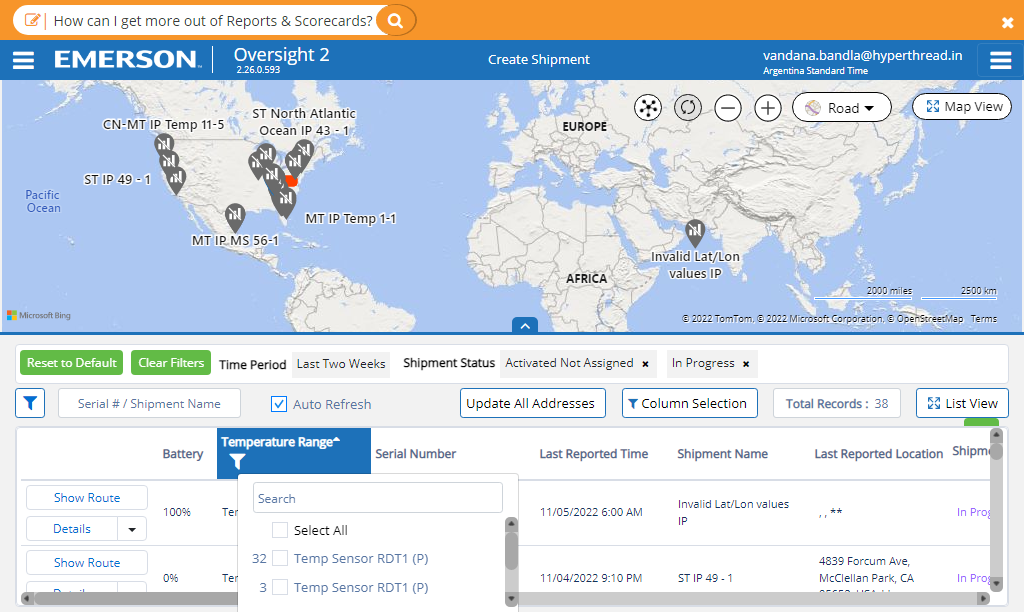 How can I get more out of Reports & Scorecards?
EMERSON
Oversight 2
2.26.0.593
Create Shipment
vandana.bandla@hyperthread.in
Argentina Standard Time
ST North Atlantic
Ocean IP 43 - 1
CN-MT IP Temp 11-5
EUROPE
Road
Map View
ST IP 49 - 1
Pacific
Ocean
MT IP Temp 1-1
MT IP MS 56-1
Invalid Lat/Lon
values IP
AFRICA
2000 miles
2500 km
Microsoft Bing
© 2022 TomTom, © 2022 Microsoft Corporation, © OpenStreetMap Terms
Reset to Default
Clear Filters
Time Period
Last Two Weeks
Shipment Status
Activated Not Assigned ×
In Progress ×
Serial # / Shipment Name
Auto Refresh
Update All Addresses
Column Selection
Total Records : 38
List View
Battery
Temperature Range
Serial Number
Last Reported Time
Shipment Name
Last Reported Location
Shipm
Show Route
Details
100%
Ter
11/05/2022 6:00 AM
Invalid Lat/Lon values
IP
, , **
In Prog
Search
Select All
32 Temp Sensor RDT1 (P)
3 Temp Sensor RDT1 (P)
Show Route
0%
Ter
11/04/2022 9:10 PM
ST IP 49 - 1
4839 Forcum Ave,
McClellan Park, CA
In Prog